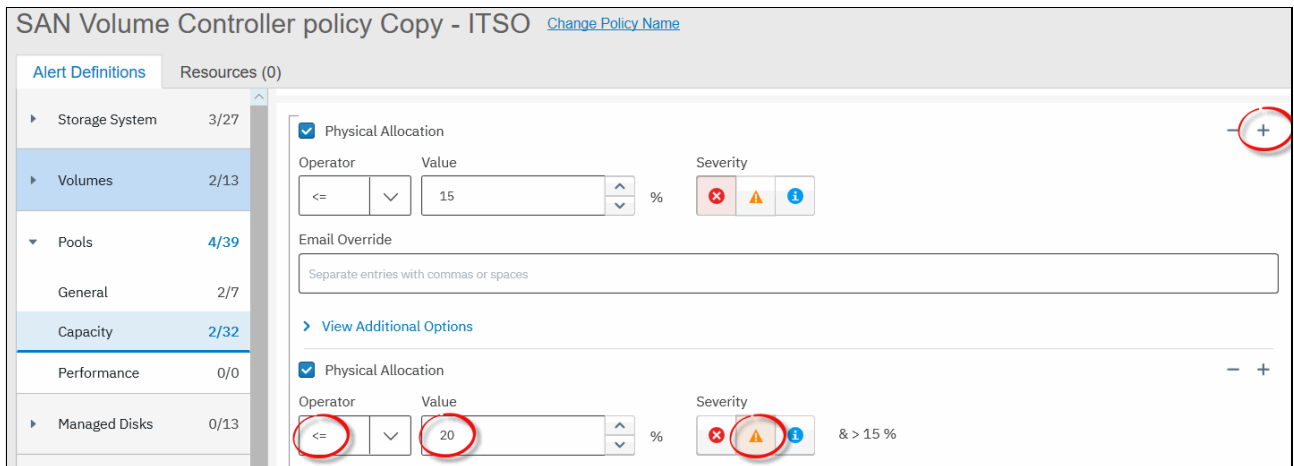 SAN Volume Controller policy Copy - ITSO Change Policy Name
Alert Definitions Resources (0)
Storage System 3/27
Physical Allocation
Operator Value Severity
Volumes 2/13
<= 15 %
Pools 4/39
Email Override
Separate entries with commas or spaces
General 2/7
Capacity 2/32
View Additional Options
Performance 0/0
Physical Allocation
Operator Value Severity
Managed Disks 0/13
<= 20 % & > 15 %